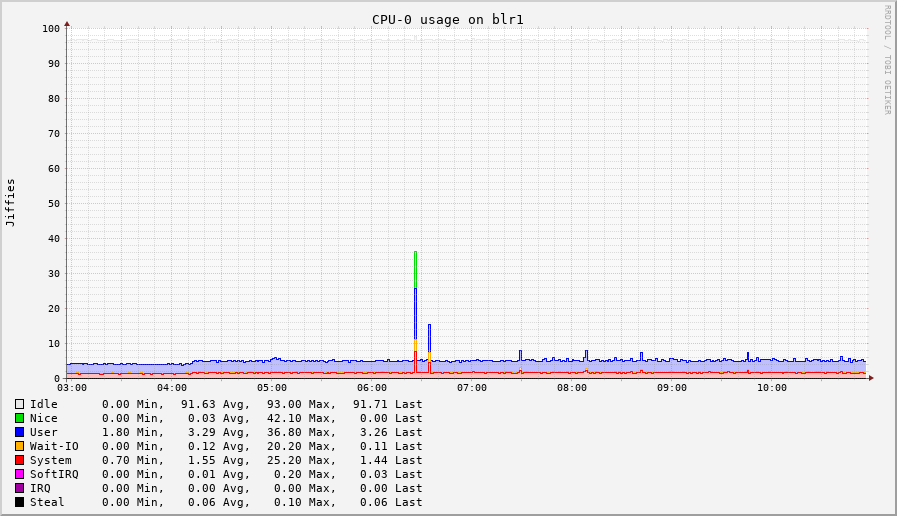 CPU-0 usage on blr1
RRDTOOL / TOBI OETIKER
Jiffies
100
90
80
70
60
50
40
30
20
10
0
03:00 04:00 05:00 06:00 07:00 08:00 09:00 10:00
Idle 0.00 Min, 91.63 Avg, 93.00 Max, 91.71 Last
Nice 0.00 Min, 0.03 Avg, 42.10 Max, 0.00 Last
User 1.80 Min, 3.29 Avg, 36.80 Max, 3.26 Last
Wait-IO 0.00 Min, 0.12 Avg, 20.20 Max, 0.11 Last
System 0.70 Min, 1.55 Avg, 25.20 Max, 1.44 Last
SoftIRQ 0.00 Min, 0.01 Avg, 0.20 Max, 0.03 Last
IRQ 0.00 Min, 0.00 Avg, 0.00 Max, 0.00 Last
Steal 0.00 Min, 0.06 Avg, 0.10 Max, 0.06 Last